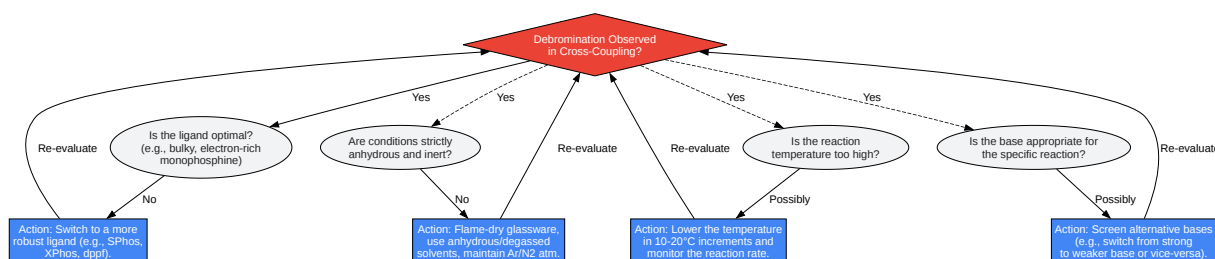 Debromination Observed
in Cross-Coupling?
Yes
Yes
Yes
Yes
Is the ligand optimal?
(e.g., bulky, electron-rich
monophosphine)
Are conditions strictly
anhydrous and inert?
Is the reaction
temperature too high?
Is the base appropriate for
the specific reaction?
Re-evaluate
Re-evaluate
Re-evaluate
Re-evaluate
No
No
Possibly
Possibly
Action: Switch to a more
robust ligand (e.g., SPhos,
XPhos, dppf).
Action: Flame-dry glassware,
use anhydrous/degassed
solvents, maintain Ar/N2 atm.
Action: Lower the temperature
in 10-20°C increments and
monitor the reaction rate.
Action: Screen alternative bases
(e.g., switch from strong
to weaker base or vice-versa).